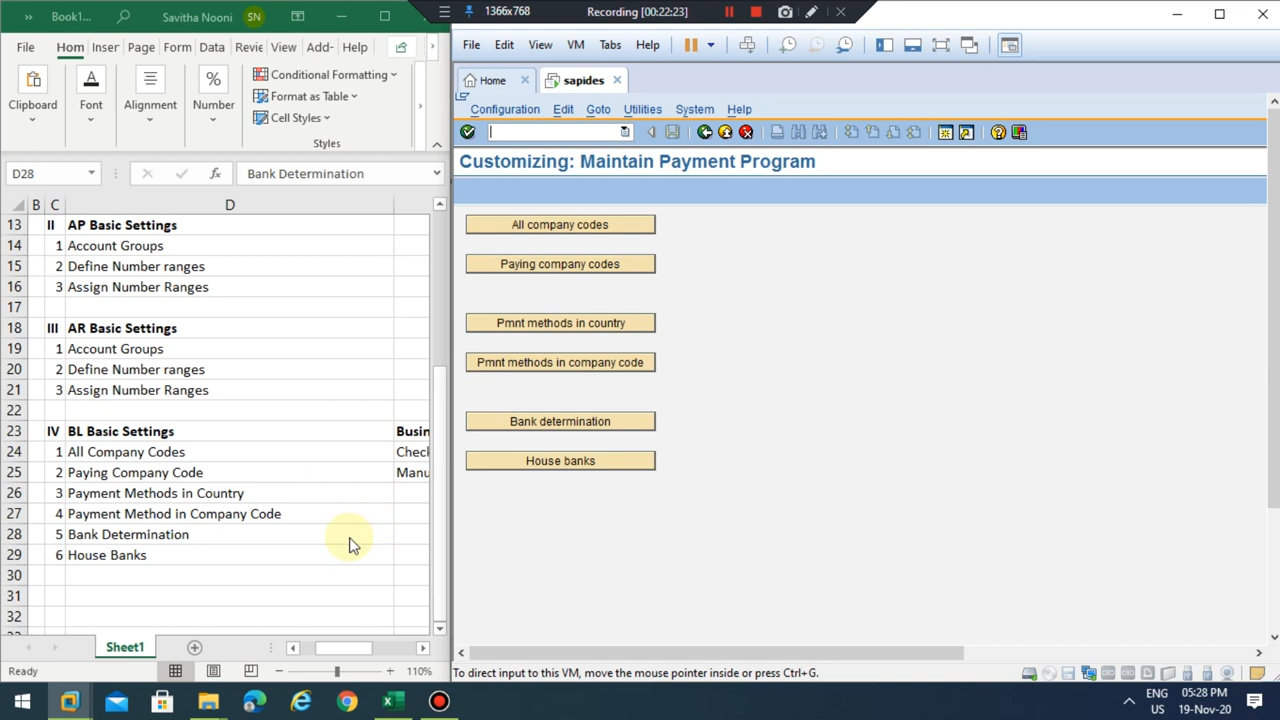 Book1...
Savitha Nooni
SN
1366x768
Recording [00:22:23]
File Hom Inser Page Form Data Revie View Add- Help
Clipboard
Font
Alignment
Number
Conditional Formatting
Format as Table
Cell Styles
Styles
D28
fx
Bank Determination
B C D
13 II AP Basic Settings
14 1 Account Groups
15 2 Define Number ranges
16 3 Assign Number Ranges
17
18 III AR Basic Settings
19 1 Account Groups
20 2 Define Number ranges
21 3 Assign Number Ranges
22
23 IV BL Basic Settings Busin
24 1 All Company Codes Check
25 2 Paying Company Code Manu
26 3 Payment Methods in Country
27 4 Payment Method in Company Code
28 5 Bank Determination
29 6 House Banks
30
31
32
Sheet1
Ready
110%
File Edit View VM Tabs Help
Home
sapides
Configuration Edit Goto Utilities System Help
Customizing: Maintain Payment Program
All company codes
Paying company codes
Pmnt methods in country
Pmnt methods in company code
Bank determination
House banks
To direct input to this VM, move the mouse pointer inside or press Ctrl+G.
ENG
US
05:28 PM
19-Nov-20